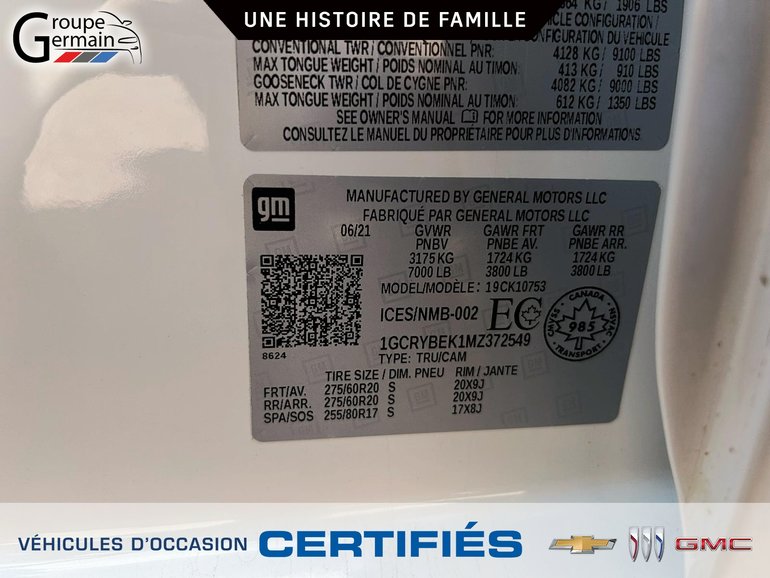 Groupe
Germain
UNE HISTOIRE DE FAMILLE
1906 LBS
CONFIGURATION /
CONFIGURATION DU VÉHICULE
CONVENTIONAL TWR / CONVENTIONNEL PNR: 4128 KG/ 9100 LBS
MAX TONGUE WEIGHT / POIDS NOMINAL AU TIMON: 413 KG/ 910 LBS
GOOSENECK TWR / COL DE CYGNE PNR: 4082 KG/ 9000 LBS
MAX TONGUE WEIGHT / POIDS NOMINAL AU TIMON: 612 KG/ 1350 LBS
SEE OWNER'S MANUAL FOR MORE INFORMATION
CONSULTEZ LE MANUEL DU PROPRIÉTAIRE POUR PLUS D'INFORMATIONS
gm
MANUFACTURED BY GENERAL MOTORS LLC
FABRIQUÉ PAR GENERAL MOTORS LLC
06/21 GVWR GAWR FRT GAWR RR
PNBV PNBE AV. PNBE ARR.
3175 KG 1724 KG 1724 KG
7000 LB 3800 LB 3800 LB
MODEL/MODÈLE: 19CK10753
ICES/NMB-002 EC
CANADA
CMVSS 985 NSVAC
TRANSPORT
1GCRYBEK1MZ372549
8624
TYPE: TRU/CAM
TIRE SIZE / DIM. PNEU RIM / JANTE
FRT/AV. 275/60R20 S 20X9J
RR/ARR. 275/60R20 S 20X9J
SPA/SOS 255/80R17 S 17X8J
VÉHICULES D'OCCASION CERTIFIÉS GMC